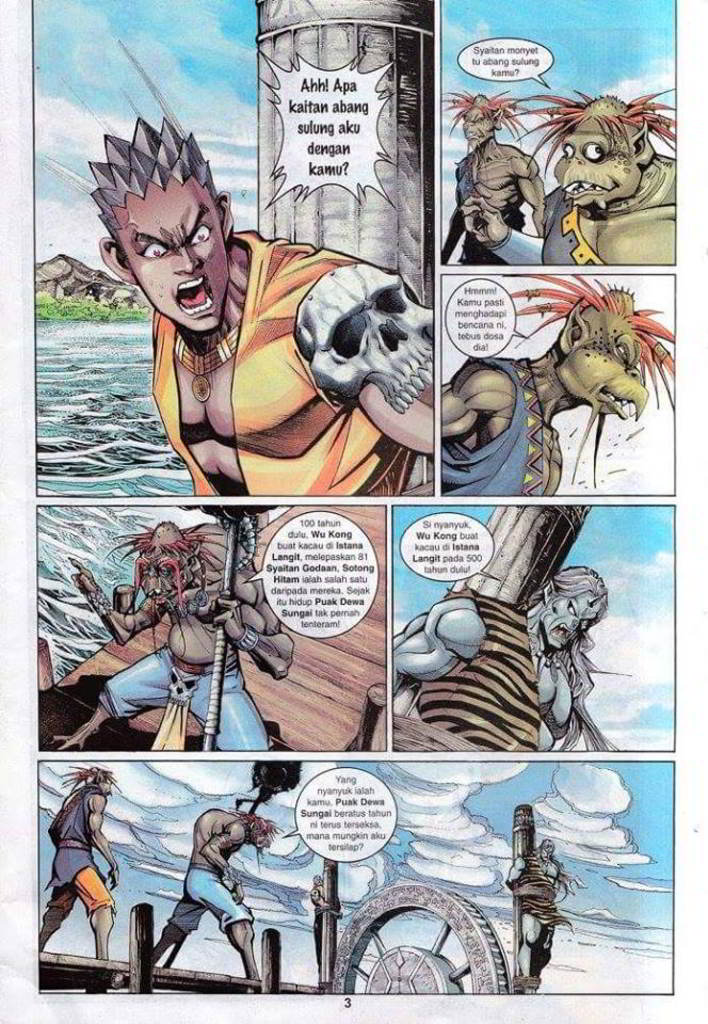 Ahh! Apa
kaitan abang
sulung aku
dengan
kamu?
Syaitan monyet
tu abang sulung
kamu?
Hmmm!
Kamu pasti
menghadapi
bencana ni,
tebus dosa
dia!
100 tahun
dulu, Wu Kong
buat kacau di Istana
Langit, melepaskan 81
Syaitan Godaan, Sotong
Hitam ialah salah satu
daripada mereka. Sejak
itu hidup Puak Dewa
Sungai tak pernah
tenteram!
Si nyanyuk,
Wu Kong
buat kacau di Istana
Langit pada 500
tahun dulu!
Yang
nyanyuk ialah
kamu, Puak Dewa
Sungai beratus tahun
ni terus terseksa,
mana mungkin aku
tersilap?
3